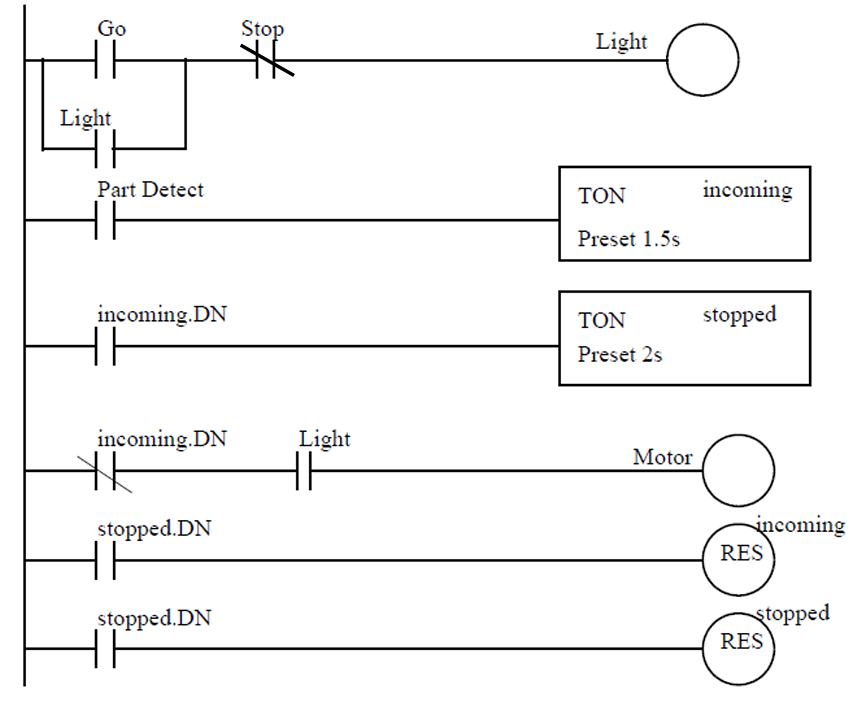 Go
Stop
Light
Light
Part Detect
TON incoming
Preset 1.5s
incoming.DN
TON stopped
Preset 2s
incoming.DN
Light
Motor
stopped.DN
incoming
RES
stopped.DN
stopped
RES